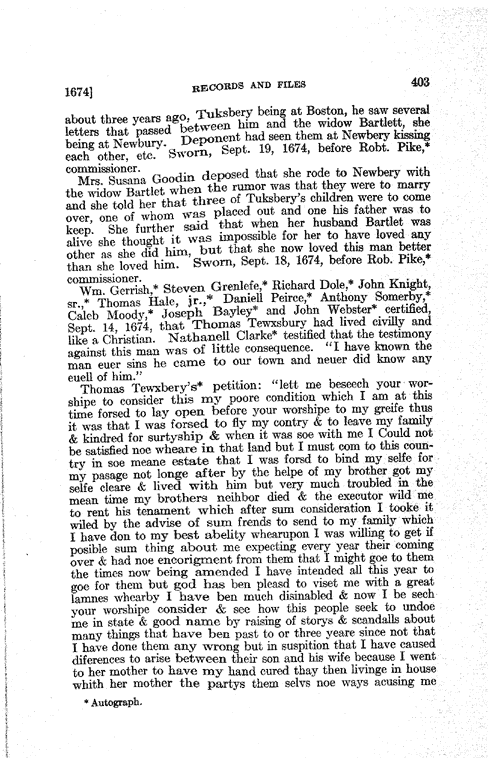 1674] RECORDS AND FILES 403
about three years ago, Tuksbery being at Boston, he saw several
letters that passed between him and the widow Bartlett, she
being at Newbury. Deponent had seen them at Newbery kissing
each other, etc. Sworn, Sept. 19, 1674, before Robt. Pike,*
commissioner.
Mrs. Susana Goodin deposed that she rode to Newbery with
the widow Bartlet when the rumor was that they were to marry
and she told her that three of Tuksbery's children were to come
over, one of whom was placed out and one his father was to
keep. She further said that when her husband Bartlet was
alive she thought it was impossible for her to have loved any
other as she did him, but that she now loved this man better
than she loved him. Sworn, Sept. 18, 1674, before Rob. Pike,*
commissioner.
Wm. Gerrish,* Steven Grenlefe,* Richard Dole,* John Knight,
sr.,* Thomas Hale, jr.,* Daniell Peirce,* Anthony Somerby,*
Caleb Moody,* Joseph Bayley* and John Webster* certified,
Sept. 14, 1674, that Thomas Tewxsbury had lived civilly and
like a Christian. Nathanell Clarke* testified that the testimony
against this man was of little consequence. "I have known the
man euer sins he came to our town and neuer did know any
euell of him."
Thomas Tewxbery's* petition: "lett me beseech your wor-
shipe to consider this my poore condition which I am at this
time forsed to lay open before your worshipe to my greife thus
it was that I was forsed to fly my contry & to leave my family
& kindred for surtyship & when it was soe with me I Could not
be satisfied noe wheare in that land but I must com to this coun-
try in soe meane estate that I was forsd to bind my selfe for
my pasage not longe after by the helpe of my brother got my
selfe cleare & lived with him but very much troubled in the
mean time my brothers neihbor died & the executor wild me
to rent his tenament which after sum consideration I tooke it
wiled by the advise of sum frends to send to my family which
I have don to my best abelity whearupon I was willing to get if
posible sum thing about me expecting every year their coming
over & had noe encorigment from them that I might goe to them
the times now being amended I have intended all this year to
goe for them but god has ben pleasd to viset me with a great
lamnes whearby I have ben much disinabled & now I be sech
your worshipe consider & see how this people seek to undoe
me in state & good name by raising of storys & scandalls about
many things that have ben past to or three yeare since not that
I have done them any wrong but in suspition that I have caused
diferences to arise between their son and his wife because I went
to her mother to have my hand cured thay then livinge in house
whith her mother the partys them selvs noe ways acusing me
* Autograph.